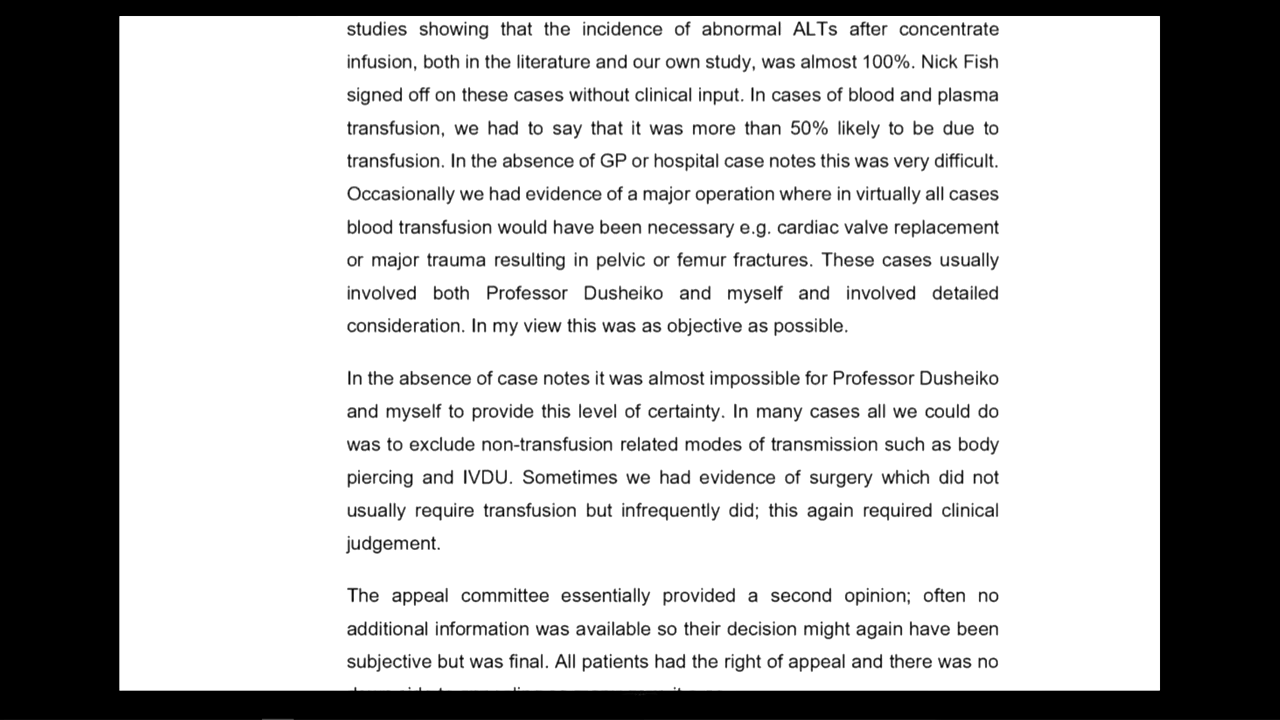 studies showing that the incidence of abnormal ALTs after concentrate
infusion, both in the literature and our own study, was almost 100%. Nick Fish
signed off on these cases without clinical input. In cases of blood and plasma
transfusion, we had to say that it was more than 50% likely to be due to
transfusion. In the absence of GP or hospital case notes this was very difficult.
Occasionally we had evidence of a major operation where in virtually all cases
blood transfusion would have been necessary e.g. cardiac valve replacement
or major trauma resulting in pelvic or femur fractures. These cases usually
involved both Professor Dusheiko and myself and involved detailed
consideration. In my view this was as objective as possible.
In the absence of case notes it was almost impossible for Professor Dusheiko
and myself to provide this level of certainty. In many cases all we could do
was to exclude non-transfusion related modes of transmission such as body
piercing and IVDU. Sometimes we had evidence of surgery which did not
usually require transfusion but infrequently did; this again required clinical
judgement.
The appeal committee essentially provided a second opinion; often no
additional information was available so their decision might again have been
subjective but was final. All patients had the right of appeal and there was no